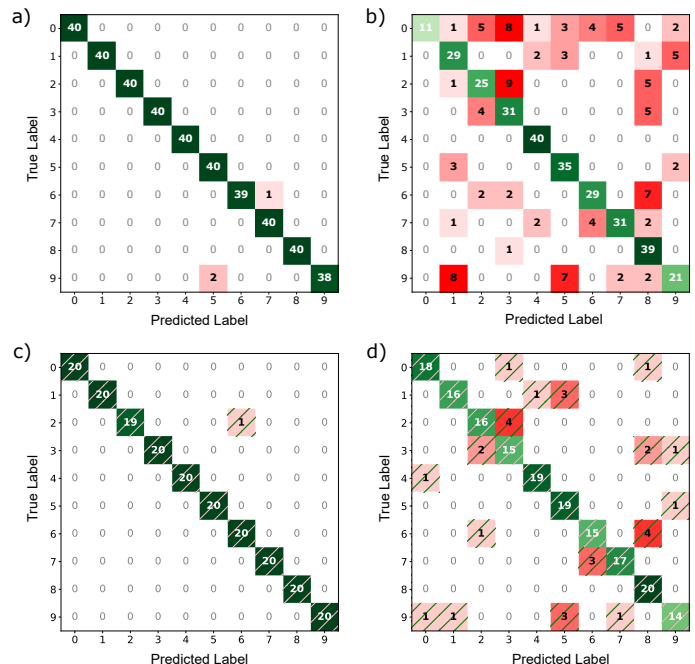 a)
True Label
0 40 0 0 0 0 0 0 0 0 0
1 0 40 0 0 0 0 0 0 0 0
2 0 0 40 0 0 0 0 0 0 0
3 0 0 0 40 0 0 0 0 0 0
4 0 0 0 0 40 0 0 0 0 0
5 0 0 0 0 0 40 0 0 0 0
6 0 0 0 0 0 0 39 1 0 0
7 0 0 0 0 0 0 0 40 0 0
8 0 0 0 0 0 0 0 0 40 0
9 0 0 0 0 0 2 0 0 0 38
0 1 2 3 4 5 6 7 8 9
Predicted Label
b)
True Label
0 11 1 5 8 1 3 4 5 0 2
1 0 29 0 0 2 3 0 0 1 5
2 0 1 25 9 0 0 0 0 5 0
3 0 0 4 31 0 0 0 0 5 0
4 0 0 0 0 40 0 0 0 0 0
5 0 3 0 0 0 35 0 0 0 2
6 0 0 2 2 0 0 29 0 7 0
7 0 1 0 0 2 0 4 31 2 0
8 0 0 0 1 0 0 0 0 39 0
9 0 8 0 0 0 7 0 2 2 21
0 1 2 3 4 5 6 7 8 9
Predicted Label
c)
True Label
0 20 0 0 0 0 0 0 0 0 0
1 0 20 0 0 0 0 0 0 0 0
2 0 0 19 0 0 0 1 0 0 0
3 0 0 0 20 0 0 0 0 0 0
4 0 0 0 0 20 0 0 0 0 0
5 0 0 0 0 0 20 0 0 0 0
6 0 0 0 0 0 0 20 0 0 0
7 0 0 0 0 0 0 0 20 0 0
8 0 0 0 0 0 0 0 0 20 0
9 0 0 0 0 0 0 0 0 0 20
0 1 2 3 4 5 6 7 8 9
Predicted Label
d)
True Label
0 18 0 0 1 0 0 0 0 1 0
1 0 16 0 0 1 3 0 0 0 0
2 0 0 16 4 0 0 0 0 0 0
3 0 0 2 15 0 0 0 0 2 1
4 1 0 0 0 19 0 0 0 0 0
5 0 0 0 0 0 19 0 0 0 1
6 0 0 1 0 0 0 15 0 4 0
7 0 0 0 0 0 0 3 17 0 0
8 0 0 0 0 0 0 0 0 20 0
9 1 1 0 0 0 3 0 1 0 14
0 1 2 3 4 5 6 7 8 9
Predicted Label